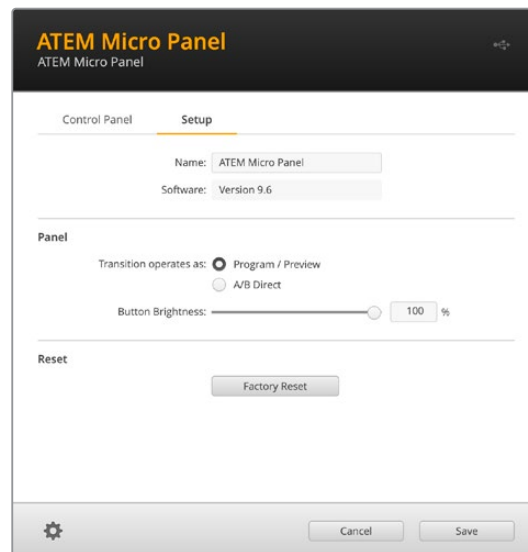 ATEM Micro Panel
ATEM Micro Panel
Control Panel Setup
Name: ATEM Micro Panel
Software: Version 9.6
Panel
Transition operates as: Program / Preview
A/B Direct
Button Brightness: 100 %
Reset
Factory Reset
Cancel Save